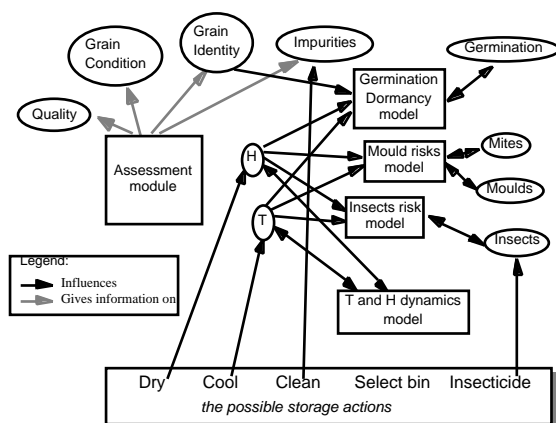 Grain
Condition
Grain
Identity
Impurities
Germination
Germination
Dormancy
model
Quality
Assessment
module
H
Mould risks
model
Mites
Moulds
T
Insects risk
model
Insects
Legend:
Influences
Gives information on
T and H dynamics
model
Dry Cool Clean Select bin Insecticide
the possible storage actions